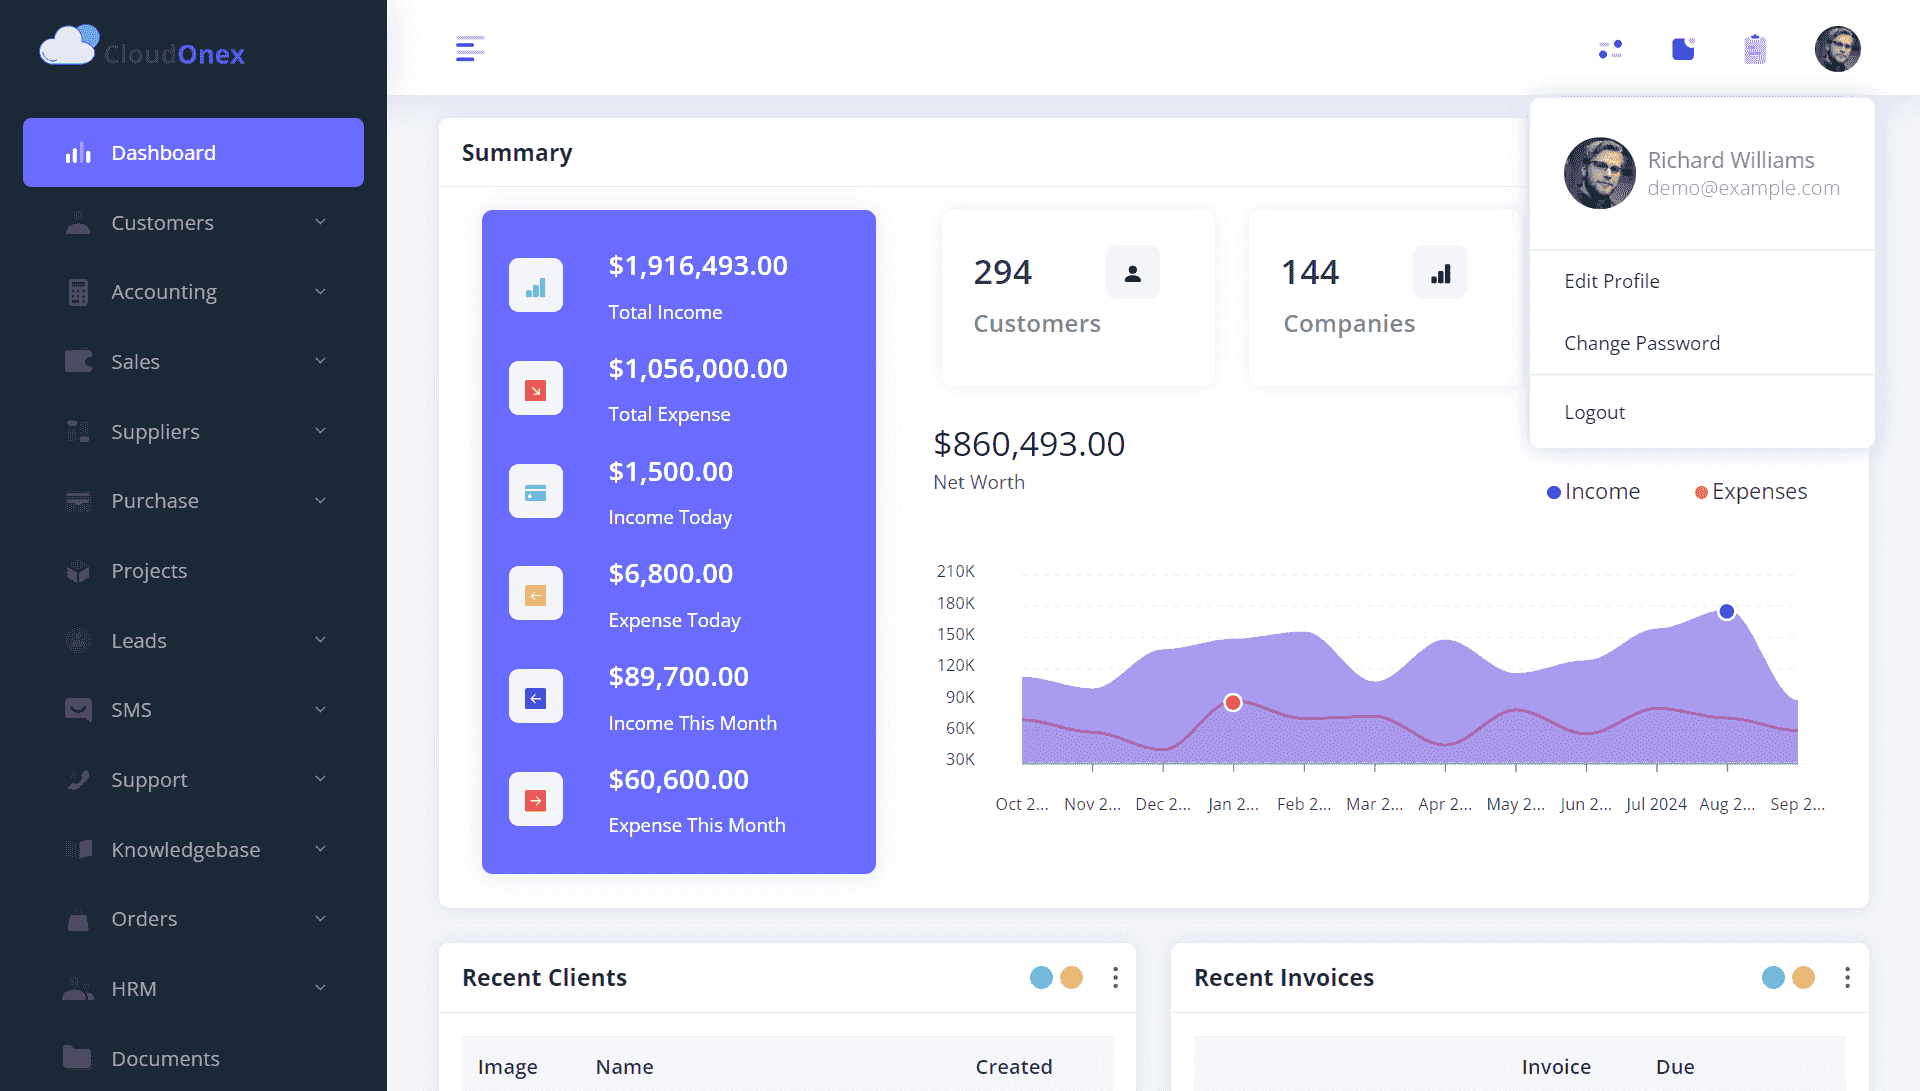 CloudOnex
Dashboard
Customers
Accounting
Sales
Suppliers
Purchase
Projects
Leads
SMS
Support
Knowledgebase
Orders
HRM
Documents
Richard Williams
demo@example.com
Edit Profile
Change Password
Logout
Summary
$1,916,493.00
Total Income
$1,056,000.00
Total Expense
$1,500.00
Income Today
$6,800.00
Expense Today
$89,700.00
Income This Month
$60,600.00
Expense This Month
294
Customers
144
Companies
$860,493.00
Net Worth
Income Expenses
210K
180K
150K
120K
90K
60K
30K
Oct 2... Nov 2... Dec 2... Jan 2... Feb 2... Mar 2... Apr 2... May 2... Jun 2... Jul 2024 Aug 2... Sep 2...
Recent Clients
Image Name Created
Recent Invoices
Invoice Due